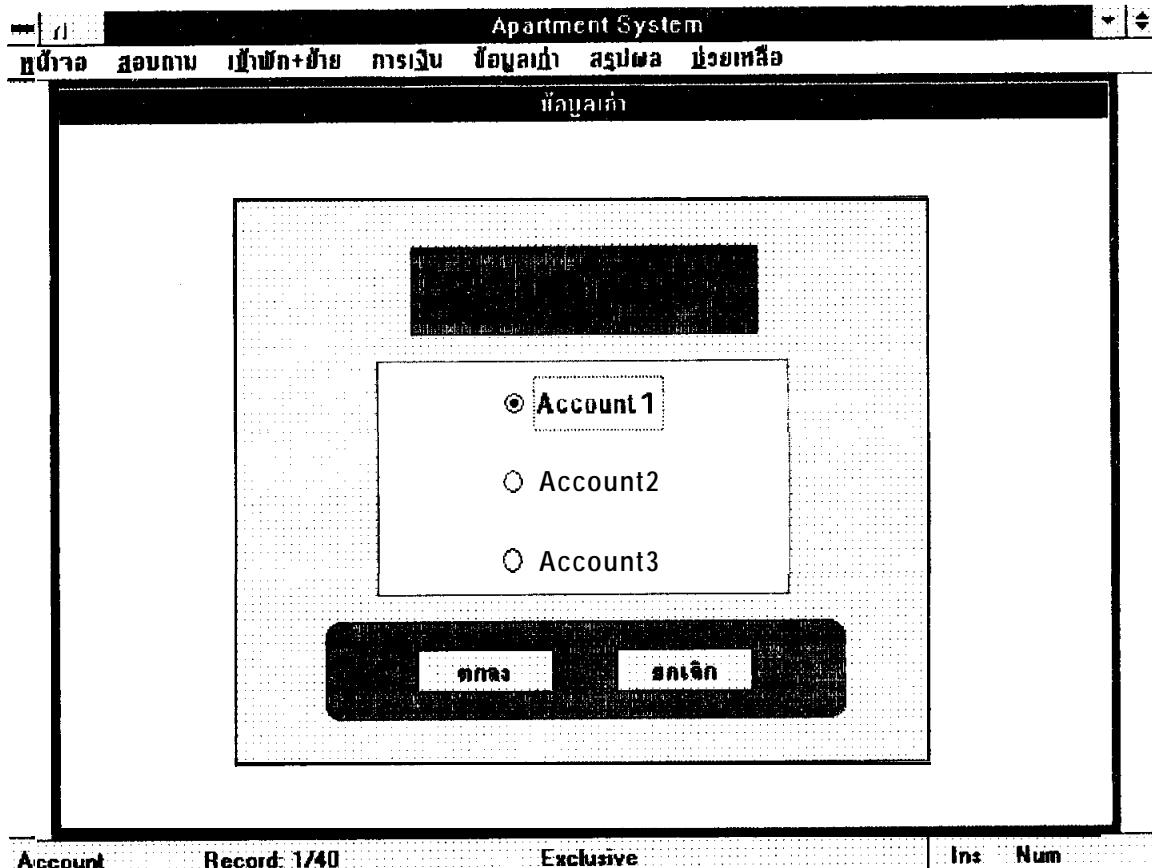 Apartment System
หน้าจอ สอบถาม เข้าพัก+ย้าย การเงิน ข้อมูลเก่า สรุปผล ช่วยเหลือ
ข้อมูลเก่า
Account1
Account2
Account3
ตกลง ยกเลิก
Account Record: 1/40 Exclusive Ins Num